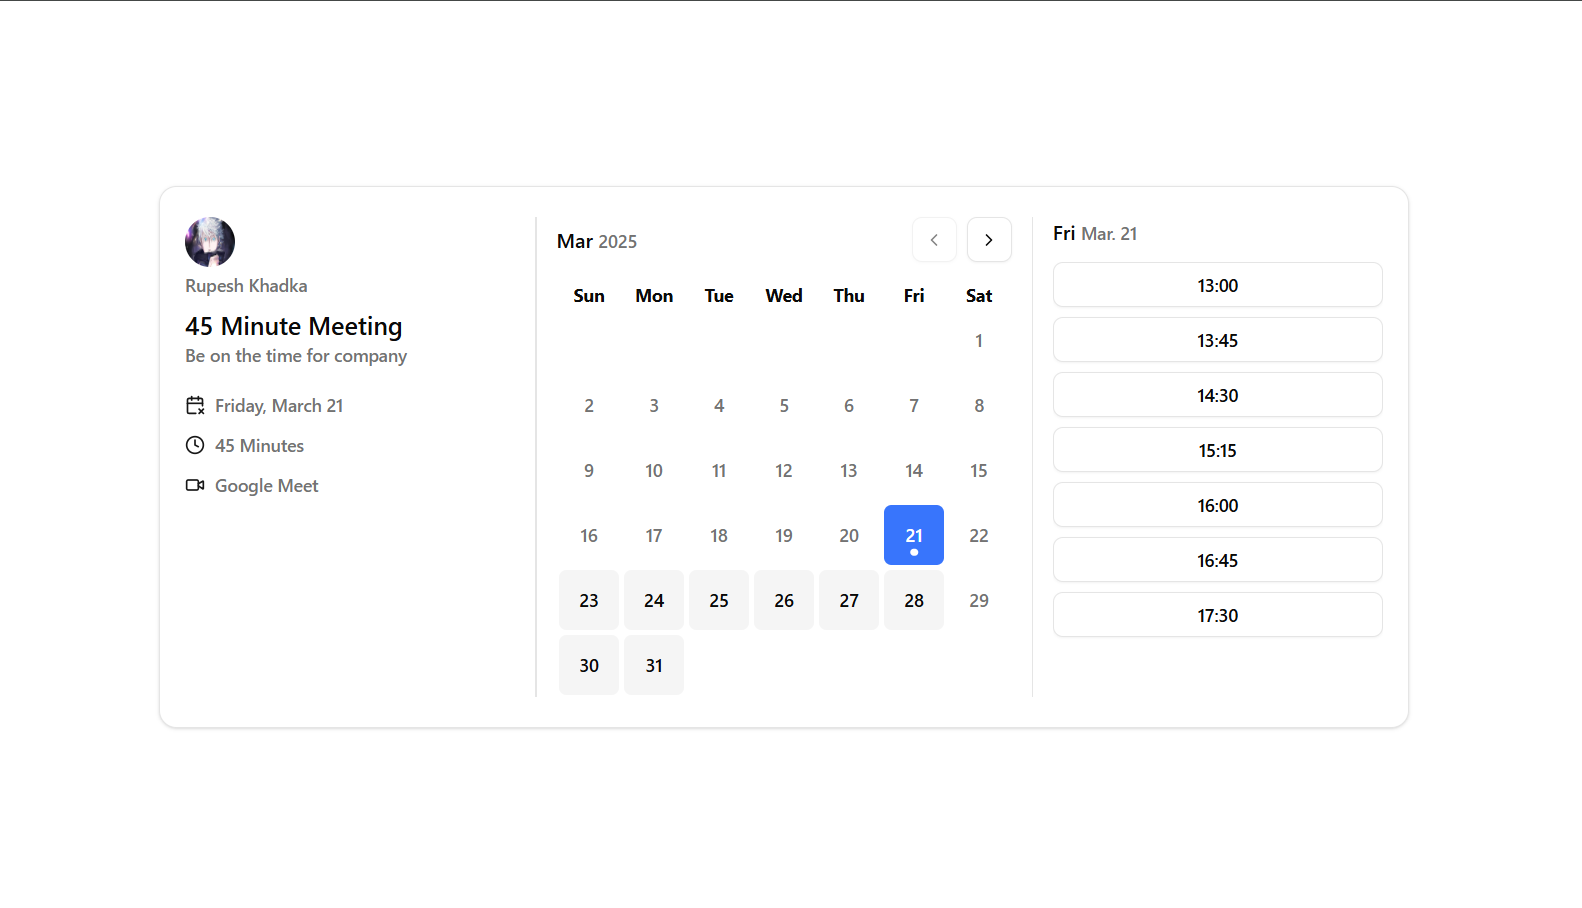 Rupesh Khadka
45 Minute Meeting
Be on the time for company
Friday, March 21
45 Minutes
Google Meet
Mar 2025
Sun Mon Tue Wed Thu Fri Sat
1
2 3 4 5 6 7 8
9 10 11 12 13 14 15
16 17 18 19 20 21 22
23 24 25 26 27 28 29
30 31
Fri Mar. 21
13:00
13:45
14:30
15:15
16:00
16:45
17:30